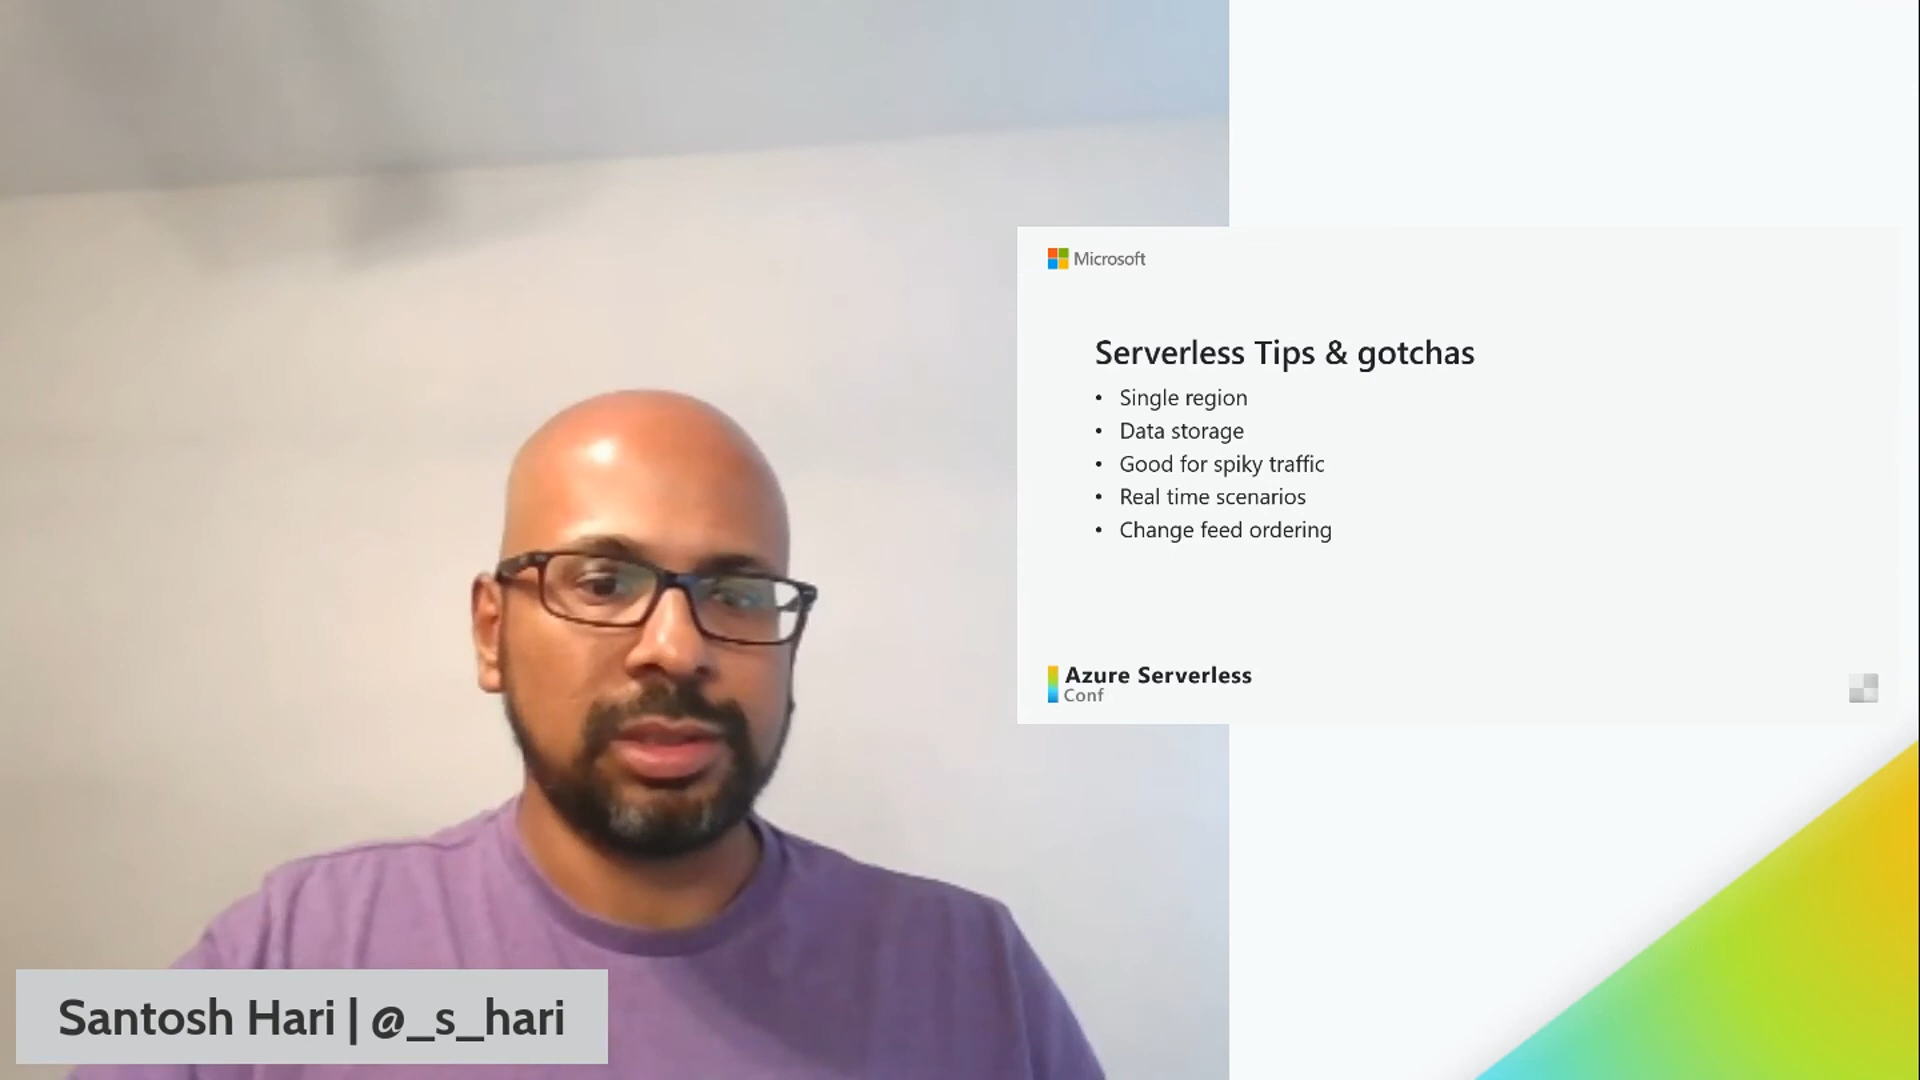 Microsoft
Serverless Tips & gotchas
• Single region
• Data storage
• Good for spiky traffic
• Real time scenarios
• Change feed ordering
Azure Serverless
Conf
Santosh Hari | @_s_hari